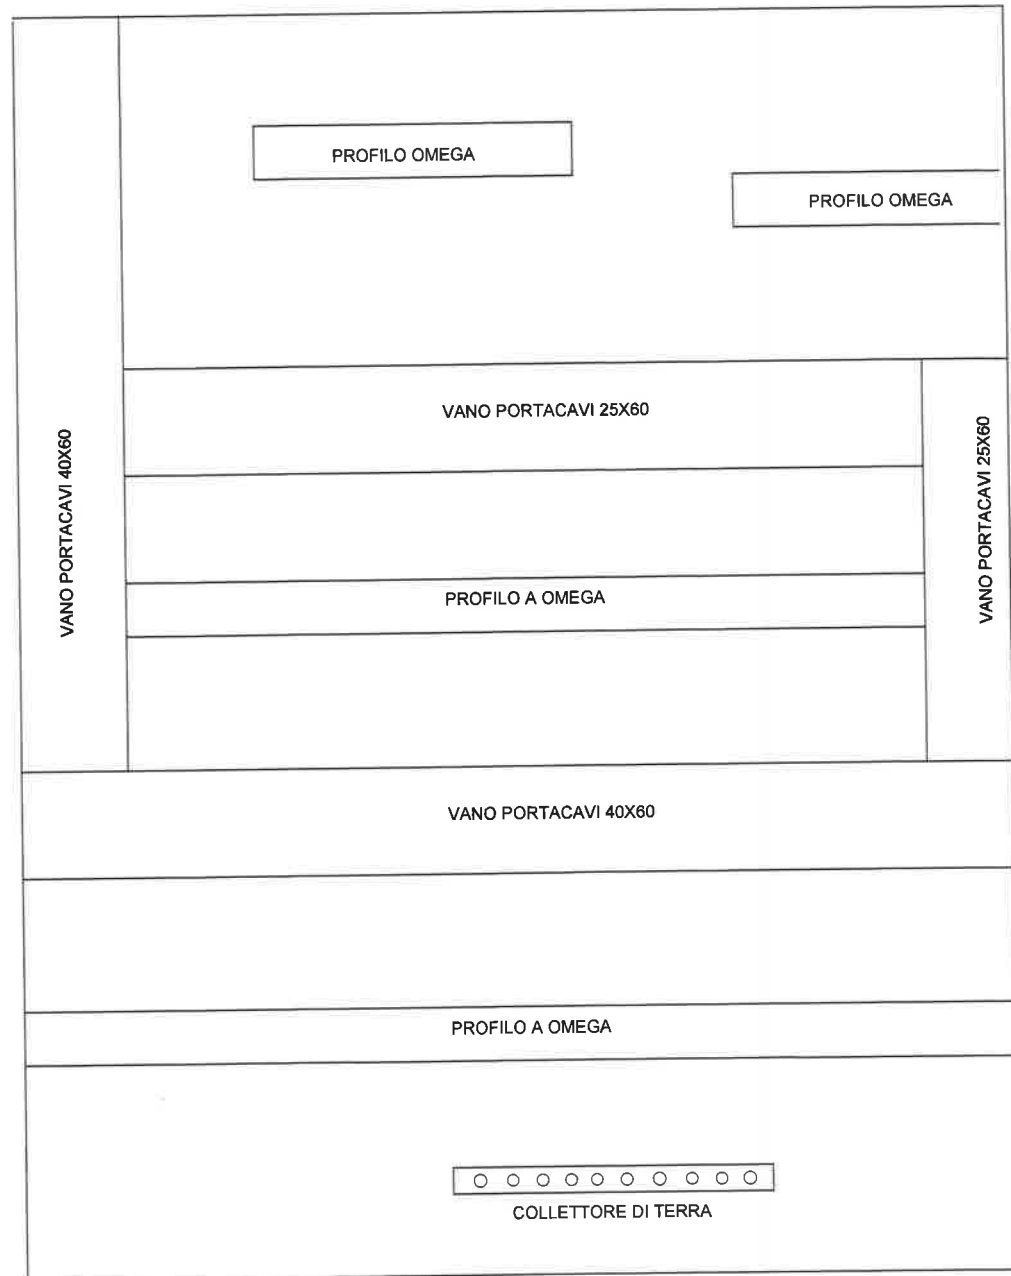 PROFILO OMEGA
PROFILO OMEGA
VANO PORTACAVI 25X60
VANO PORTACAVI 40X60
VANO PORTACAVI 25X60
PROFILO A OMEGA
VANO PORTACAVI 40X60
PROFILO A OMEGA
COLLETTORE DI TERRA